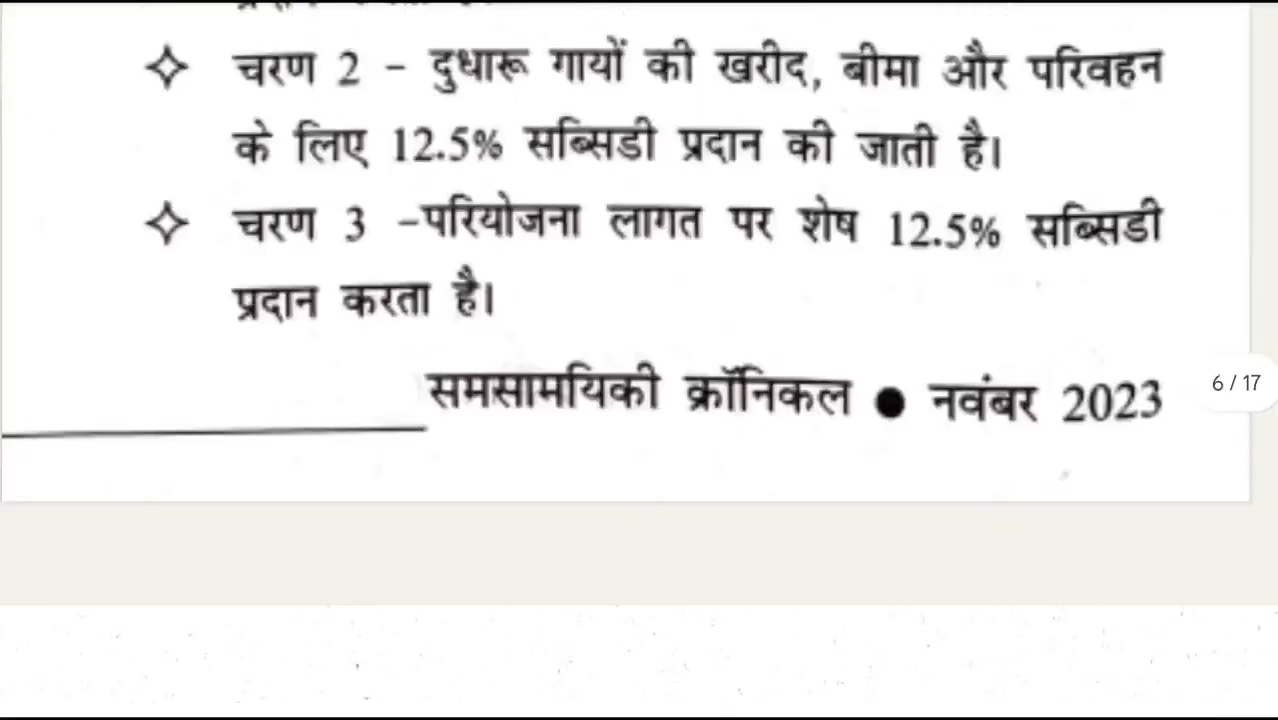 ✧ चरण 2 - दुधारू गायों की खरीद, बीमा और परिवहन
के लिए 12.5% सब्सिडी प्रदान की जाती है।
✧ चरण 3 -परियोजना लागत पर शेष 12.5% सब्सिडी
प्रदान करता है।
समसामयिकी क्रॉनिकल ● नवंबर 2023
6 / 17